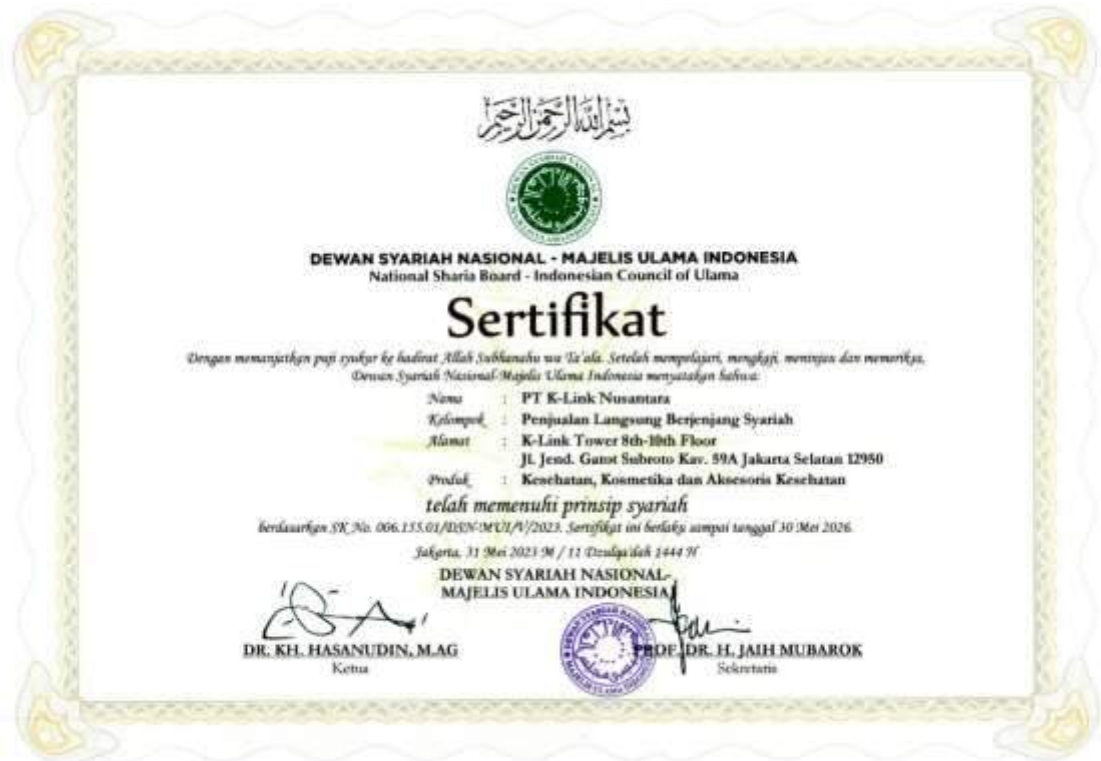 بسم الله الرحمن الرحيم
DEWAN SYARIAH NASIONAL - MAJELIS ULAMA INDONESIA
National Sharia Board - Indonesian Council of Ulama
Sertifikat
Dengan memanjatkan puji syukur ke hadirat Allah Subhanahu wa Ta'ala. Setelah mempelajari, mengkaji, meninjau dan memeriksa,
Dewan Syariah Nasional-Majelis Ulama Indonesia menyatakan bahwa:
Nama : PT K-Link Nusantara
Kelompok : Penjualan Langsung Berjenjang Syariah
Alamat : K-Link Tower 8th-10th Floor
Jl. Jend. Gatot Subroto Kav. 59A Jakarta Selatan 12950
Produk : Kesehatan, Kosmetika dan Aksesoris Kesehatan
telah memenuhi prinsip syariah
berdasarkan SK No. 006.155.01/DSN-MUI/V/2023. Sertifikat ini berlaku sampai tanggal 30 Mei 2026.
Jakarta, 31 Mei 2023 M / 11 Dzulqa'dah 1444 H
DEWAN SYARIAH NASIONAL-
MAJELIS ULAMA INDONESIA
DR. KH. HASANUDIN, M.AG
Ketua
PROF. DR. H. JAIH MUBAROK
Sekretaris